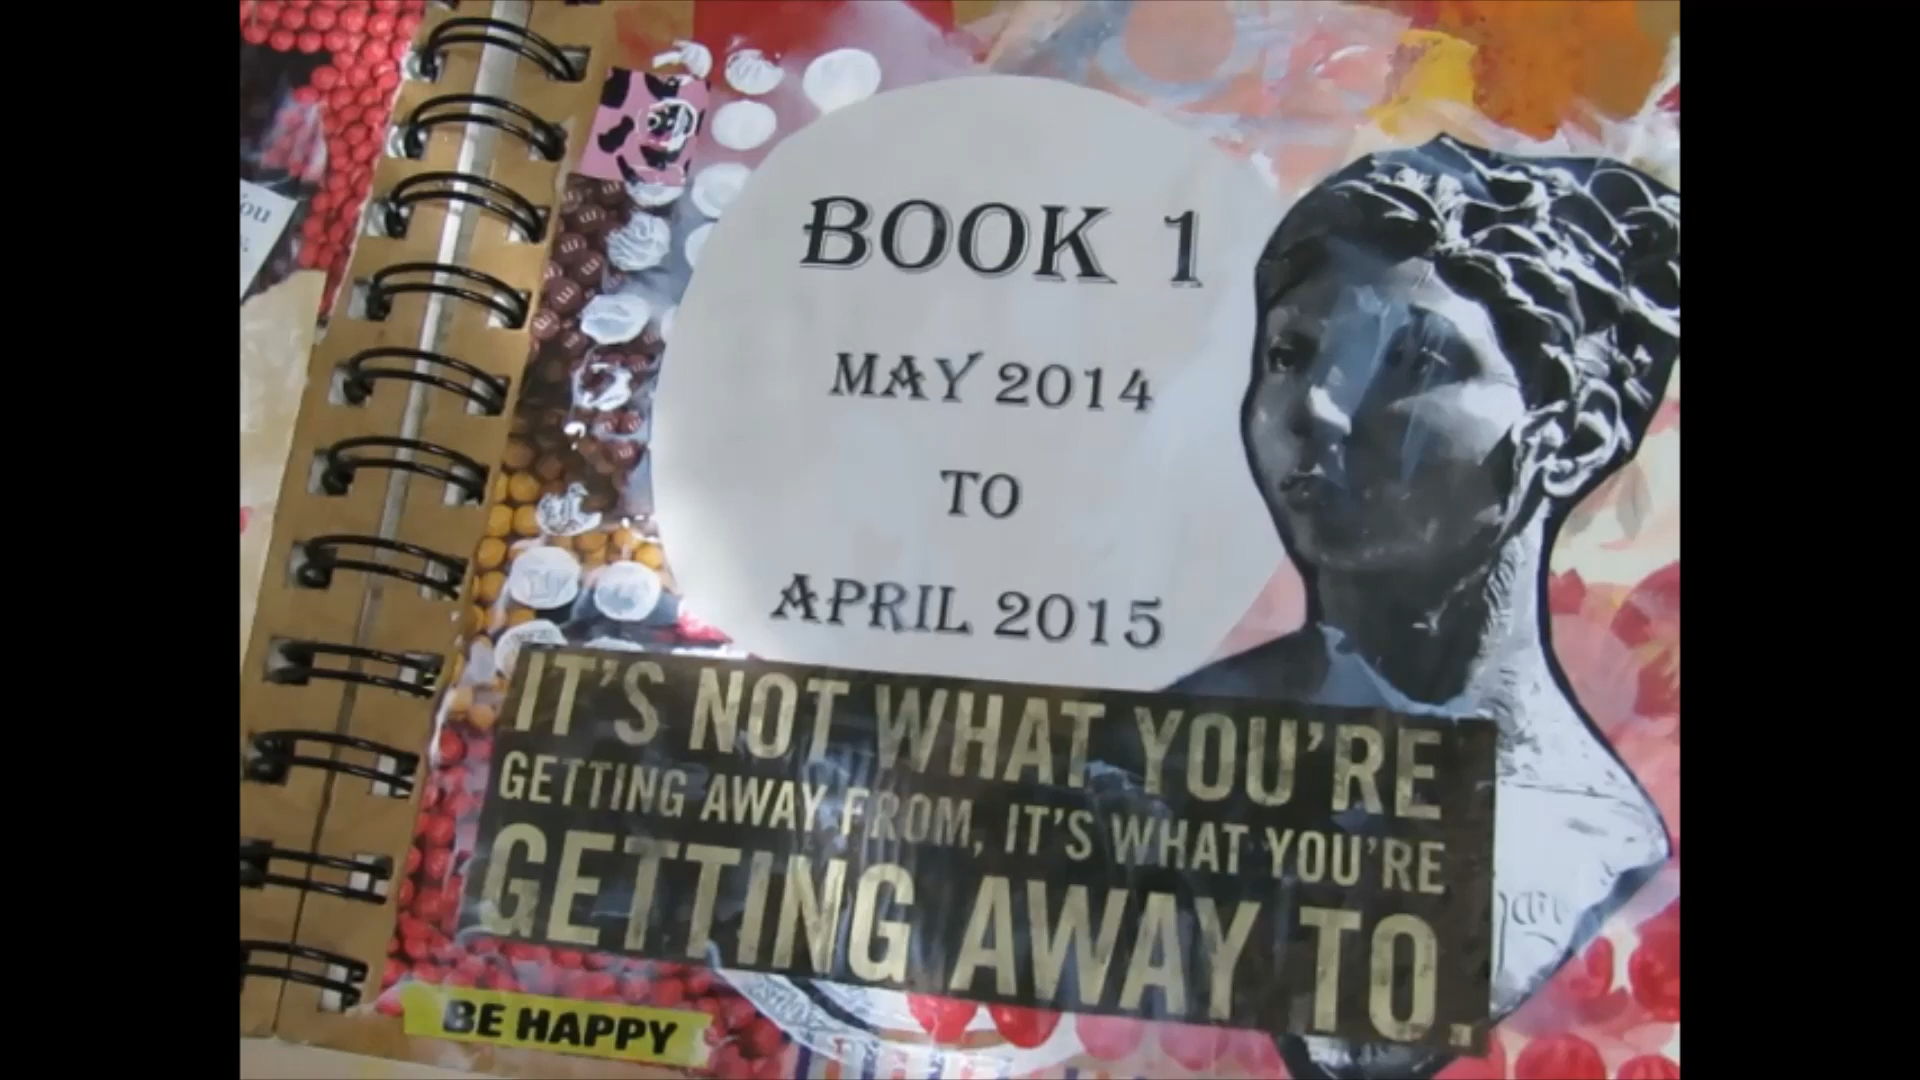 BOOK 1
MAY 2014
TO
APRIL 2015
IT'S NOT WHAT YOU'RE
GETTING AWAY FROM, IT'S WHAT YOU'RE
GETTING AWAY TO.
BE HAPPY